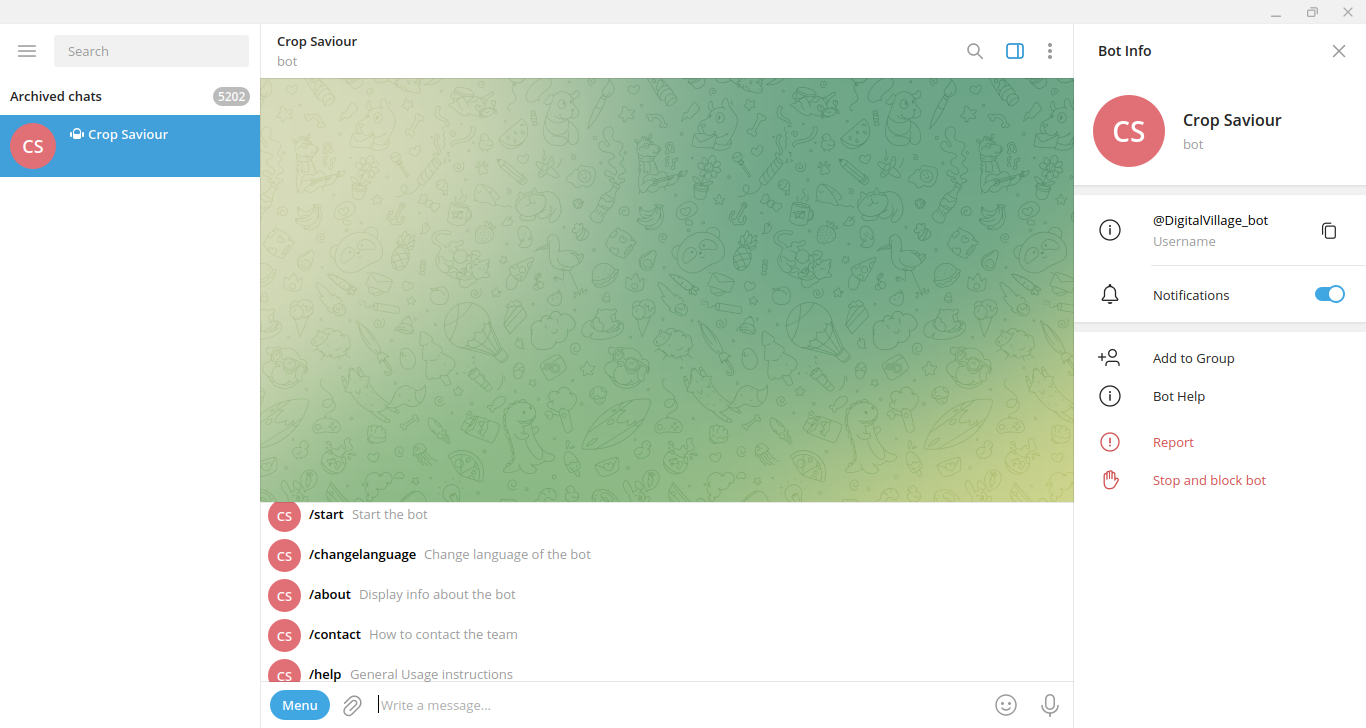 Search
Archived chats 5202
CS Crop Saviour
Crop Saviour
bot
/start Start the bot
/changelanguage Change language of the bot
/about Display info about the bot
/contact How to contact the team
/help General Usage instructions
CS
CS
CS
CS
CS
Menu Write a message...
Bot Info
CS Crop Saviour
bot
@DigitalVillage_bot
Username
Notifications
Add to Group
Bot Help
Report
Stop and block bot